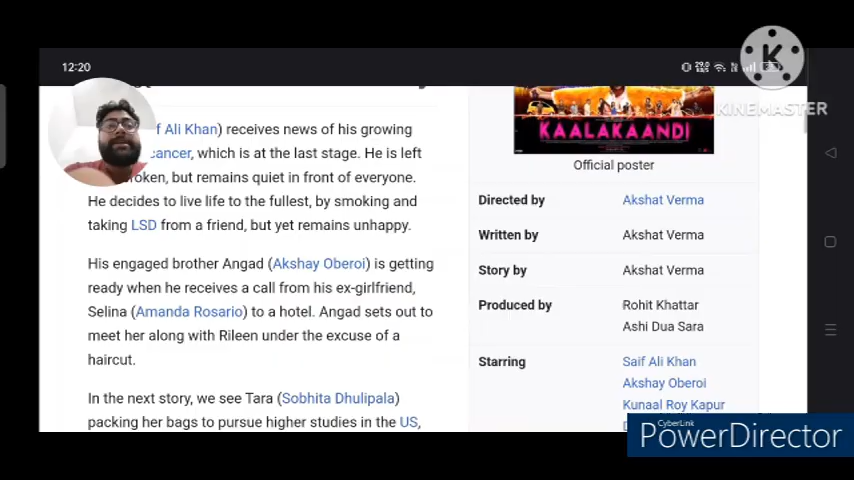 12:20
KINEMASTER
f Ali Khan) receives news of his growing
cancer, which is at the last stage. He is left
oken, but remains quiet in front of everyone.
He decides to live life to the fullest, by smoking and
taking LSD from a friend, but yet remains unhappy.
His engaged brother Angad (Akshay Oberoi) is getting
ready when he receives a call from his ex-girlfriend,
Selina (Amanda Rosario) to a hotel. Angad sets out to
meet her along with Rileen under the excuse of a
haircut.
In the next story, we see Tara (Sobhita Dhulipala)
packing her bags to pursue higher studies in the US,
KAALAKAANDI
Official poster
Directed by Akshat Verma
Written by Akshat Verma
Story by Akshat Verma
Produced by Rohit Khattar
Ashi Dua Sara
Starring Saif Ali Khan
Akshay Oberoi
Kunaal Roy Kapur
CyberLink
PowerDirector